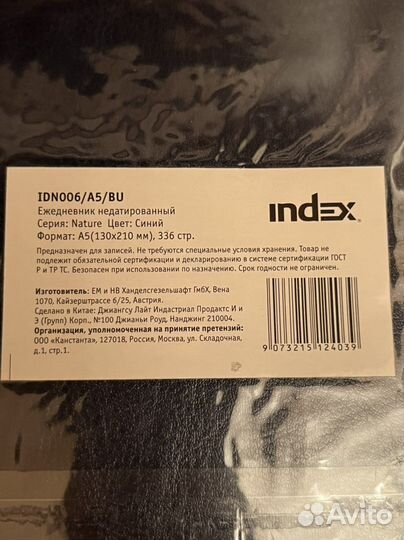 IDN006/A5/BU
Ежедневник недатированный
Серия: Nature Цвет: Синий
Формат: А5(130х210 мм), 336 стр.
index
Предназначен для записей. Не требуются специальные условия хранения. Товар не
подлежит обязательной сертификации и декларированию в системе сертификации ГОСТ
Р и ТР ТС. Безопасен при использовании по назначению. Срок годности не ограничен.
Изготовитель: ЕМ и НВ Ханделсгезельшафт ГмбХ, Вена
1070, Кайзерштрассе 6/25, Австрия.
Сделано в Китае: Джиангсу Лайт Индастриал Продактс И и
Э (Групп) Корп., №100 Джианьи Роуд, Нанджинг 210004.
Организация, уполномоченная на принятие претензий:
ООО «Канстанта», 127018, Россия, Москва, ул. Складочная,
д.1, стр.1.
9 073215 124039
Avito